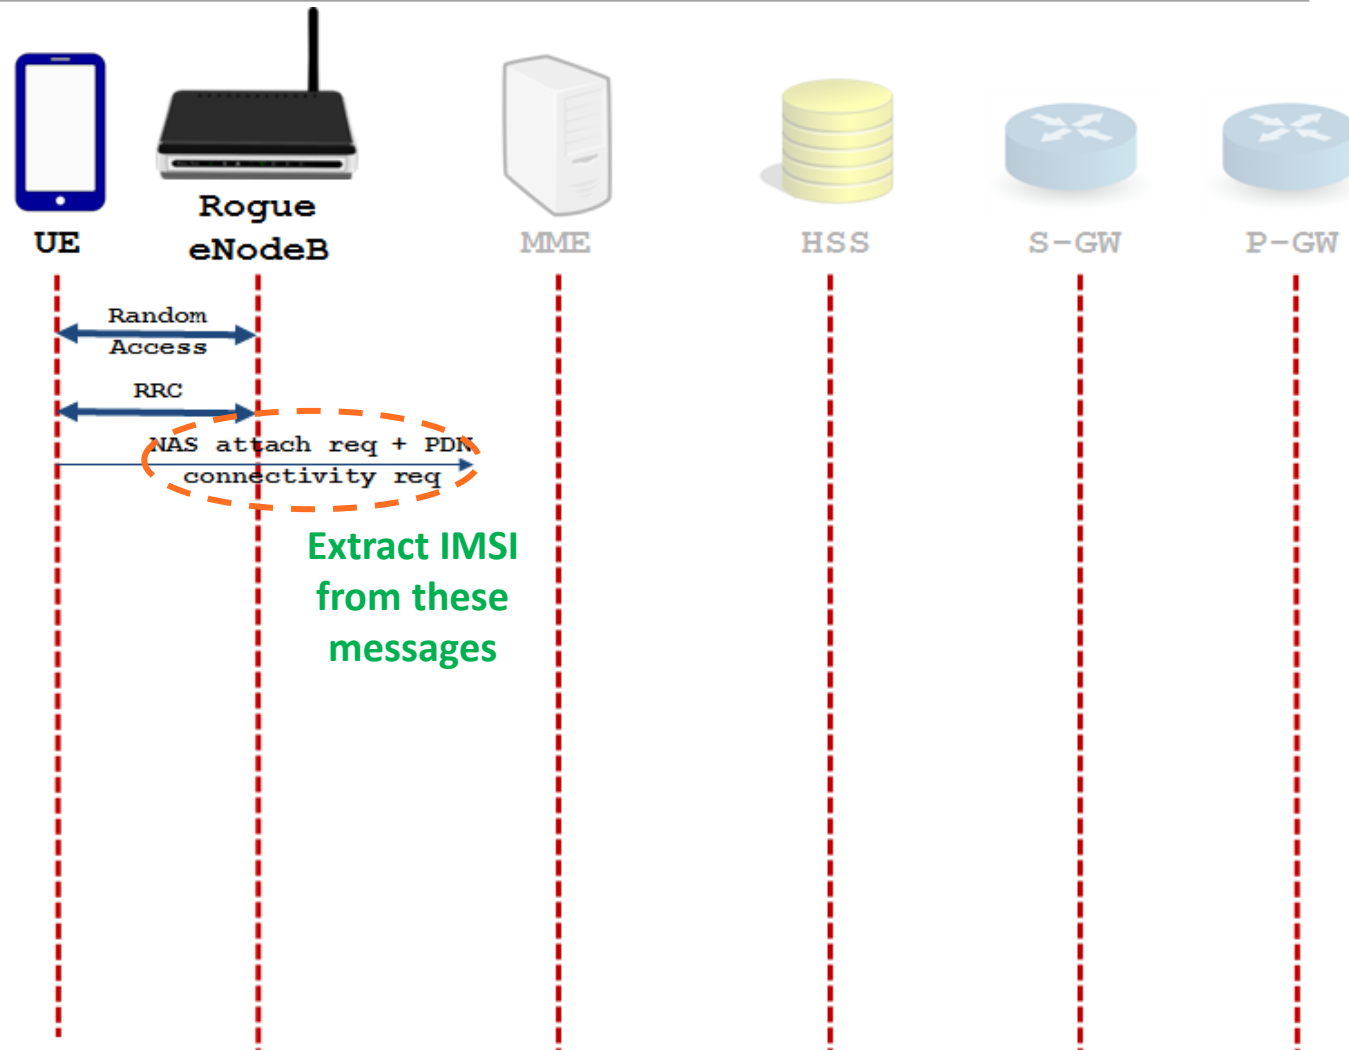 UE
Rogue
eNodeB
MME
HSS
S-GW
P-GW
Random
Access
RRC
NAS attach req + PDN
connectivity req
Extract IMSI
from these
messages